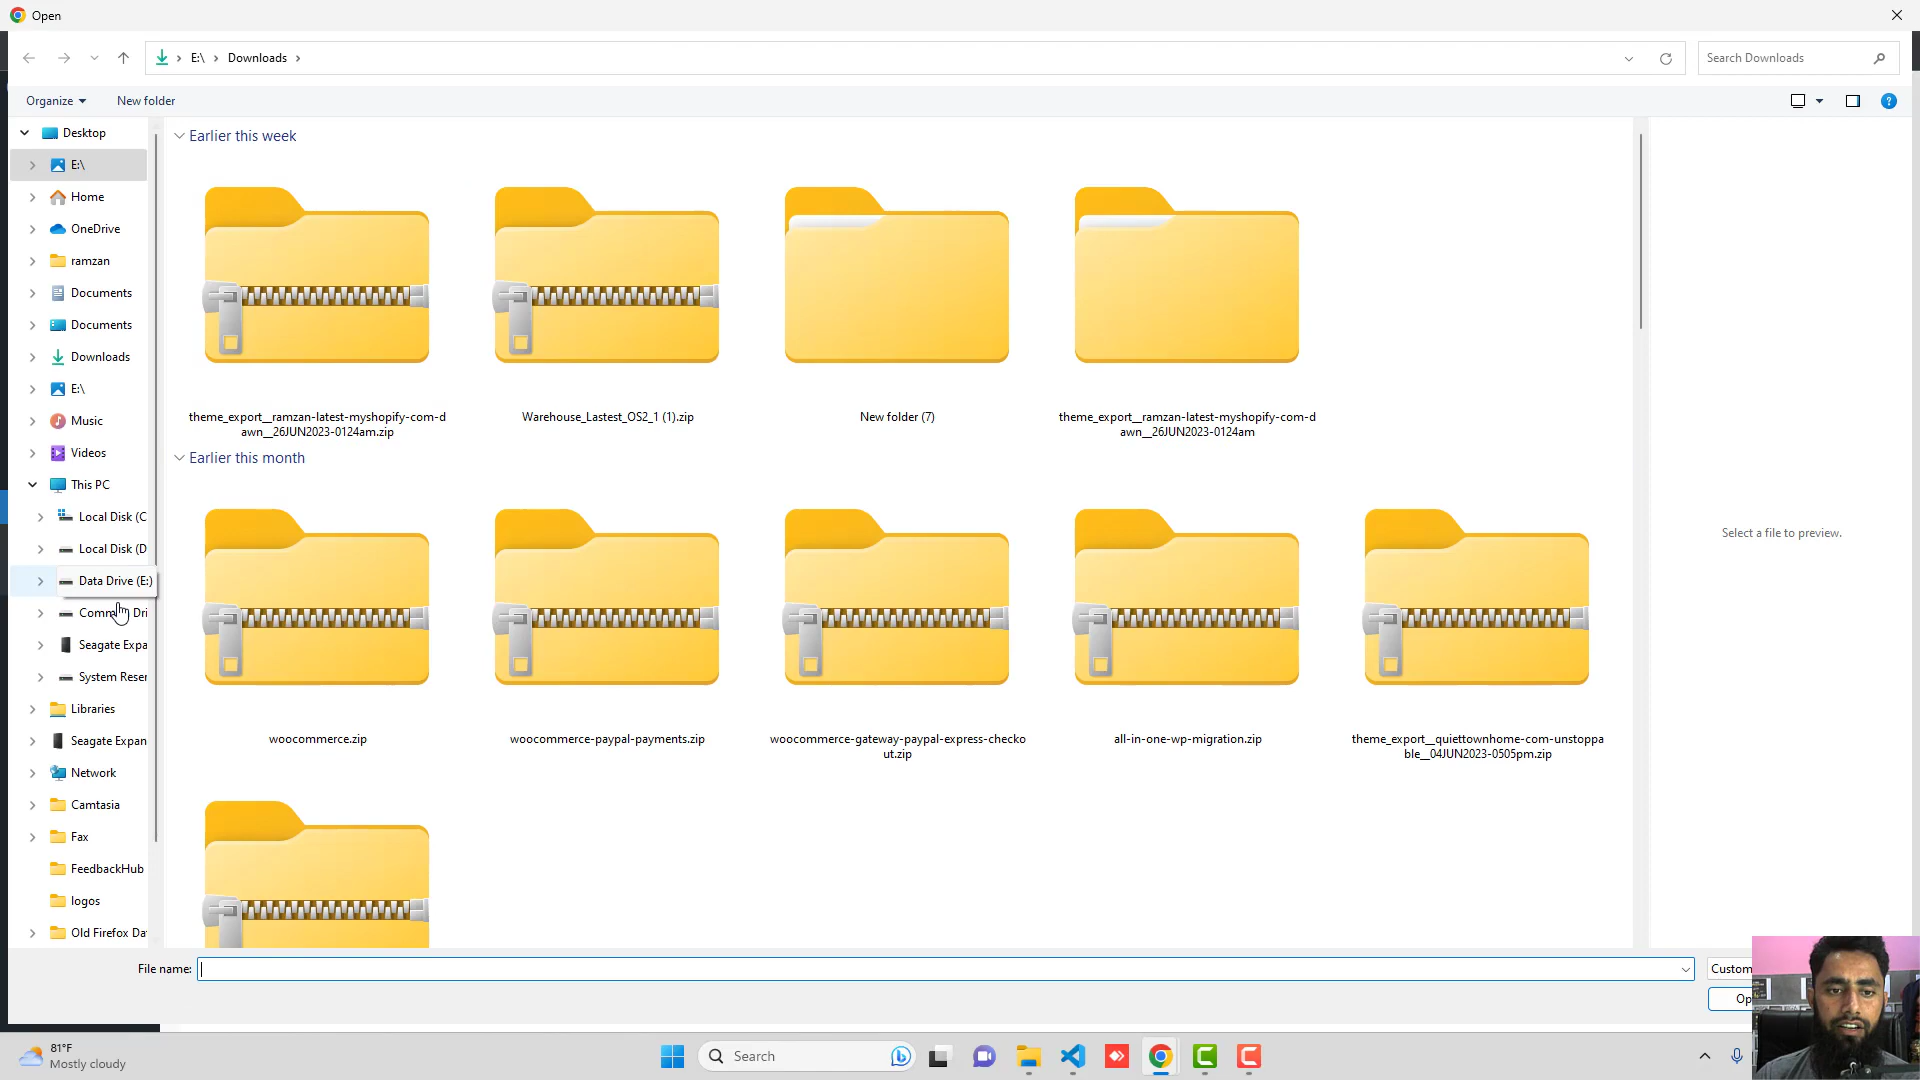 Open
E:\
Downloads
Search Downloads
Organize
New folder
Desktop
E:\
Home
OneDrive
ramzan
Documents
Documents
Downloads
E:\
Music
Videos
This PC
Local Disk (C
Local Disk (D
Data Drive (E:)
Dri
Seagate Expa
System Reser
Libraries
Seagate Expan
Network
Camtasia
Fax
FeedbackHub
logos
Old Firefox Da
Earlier this week
theme_export__ramzan-latest-myshopify-com-d
awn__26JUN2023-0124am.zip
Warehouse_Lastest_OS2_1 (1).zip
New folder (7)
theme_export__ramzan-latest-myshopify-com-d
awn__26JUN2023-0124am
Earlier this month
woocommerce.zip
woocommerce-paypal-payments.zip
woocommerce-gateway-paypal-express-checko
ut.zip
all-in-one-wp-migration.zip
theme_export__quiettownhome-com-unstoppa
ble__04JUN2023-0505pm.zip
Select a file to preview.
File name:
Custom
Op
81°F
Mostly cloudy
Search